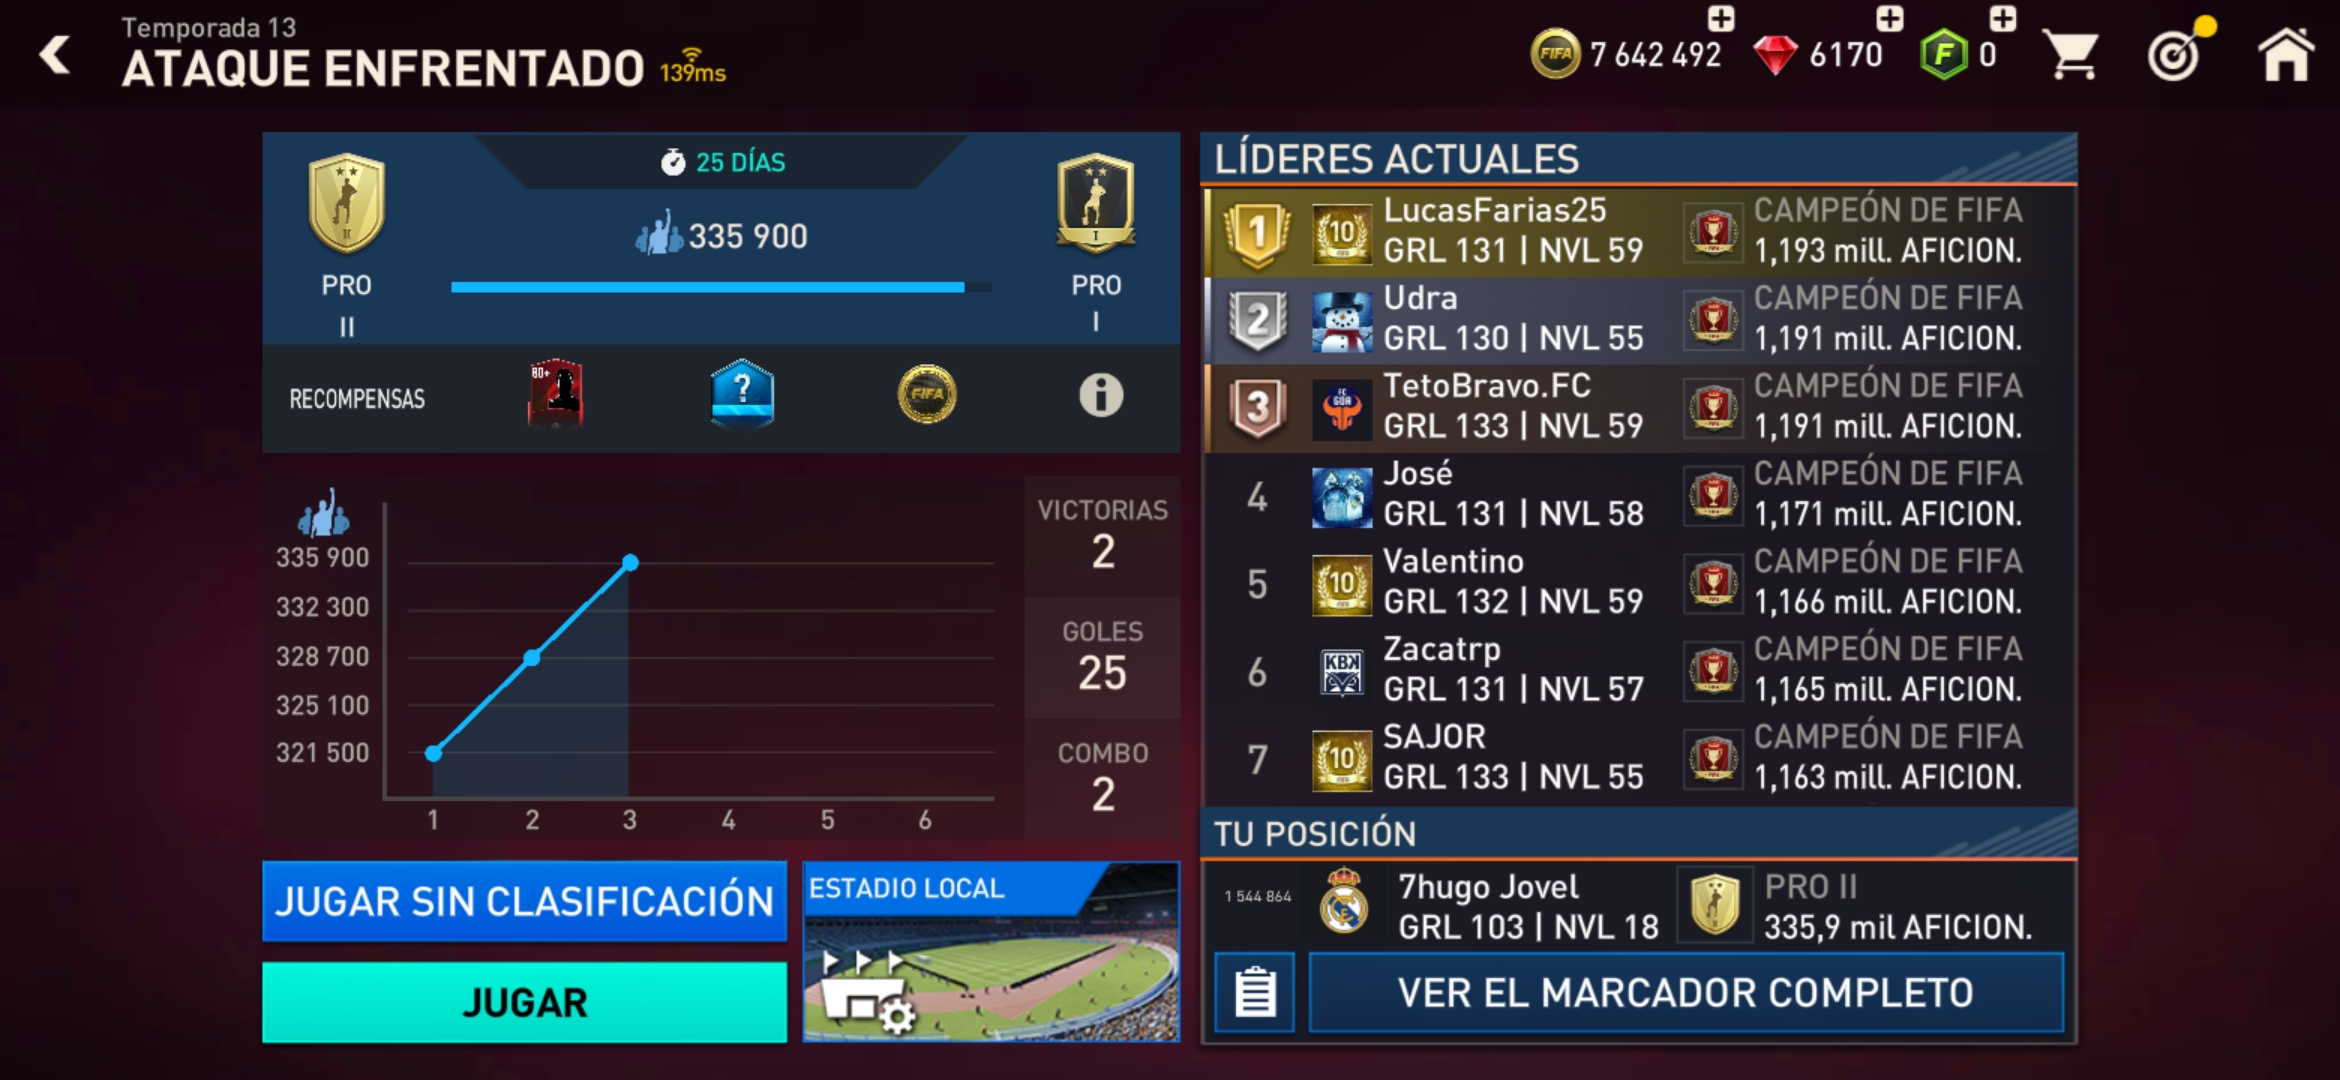 Temporada 13
ATAQUE ENFRENTADO 139ms
7 642 492 6170 0
25 DÍAS
335 900
PRO
II
PRO
I
RECOMPENSAS
80+
?
FIFA
335 900
332 300
328 700
325 100
321 500
1 2 3 4 5 6
VICTORIAS
2
GOLES
25
COMBO
2
JUGAR SIN CLASIFICACIÓN
JUGAR
ESTADIO LOCAL
LÍDERES ACTUALES
1 10 LucasFarias25 CAMPEÓN DE FIFA
GRL 131 | NVL 59 1,193 mill. AFICION.
2 Udra CAMPEÓN DE FIFA
GRL 130 | NVL 55 1,191 mill. AFICION.
3 FC GOA TetoBravo.FC CAMPEÓN DE FIFA
GRL 133 | NVL 59 1,191 mill. AFICION.
4 José CAMPEÓN DE FIFA
GRL 131 | NVL 58 1,171 mill. AFICION.
5 10 Valentino CAMPEÓN DE FIFA
GRL 132 | NVL 59 1,166 mill. AFICION.
6 KBK Zacatrp CAMPEÓN DE FIFA
GRL 131 | NVL 57 1,165 mill. AFICION.
7 10 SAJOR CAMPEÓN DE FIFA
GRL 133 | NVL 55 1,163 mill. AFICION.
TU POSICIÓN
1 544 864 7hugo Jovel PRO II
GRL 103 | NVL 18 335,9 mil AFICION.
VER EL MARCADOR COMPLETO